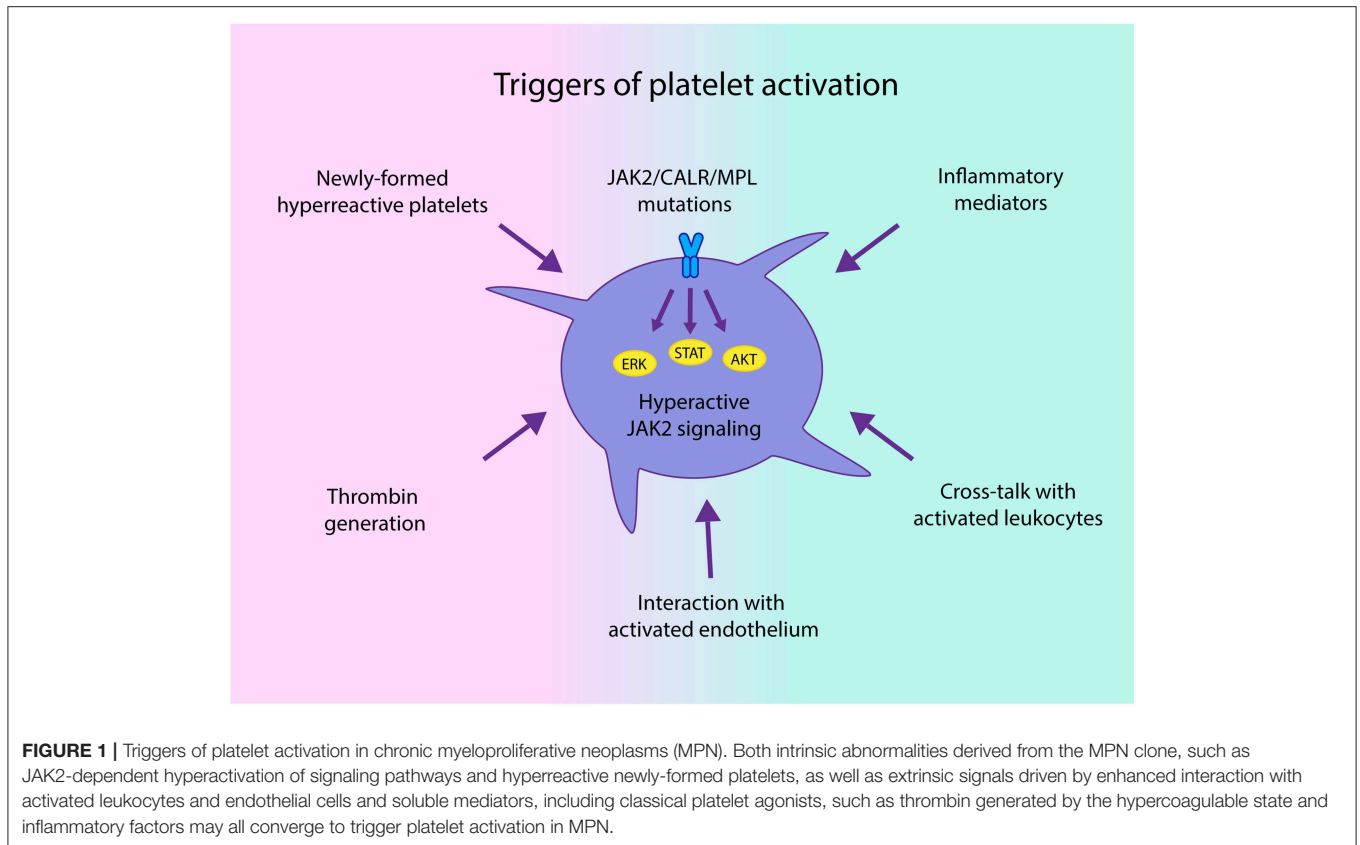 Triggers of platelet activation
Newly-formed
hyperreactive platelets
JAK2/CALR/MPL
mutations
Inflammatory
mediators
ERK
STAT
AKT
Hyperactive
JAK2 signaling
Thrombin
generation
Cross-talk with
activated leukocytes
Interaction with
activated endothelium
FIGURE 1 | Triggers of platelet activation in chronic myeloproliferative neoplasms (MPN). Both intrinsic abnormalities derived from the MPN clone, such as
JAK2-dependent hyperactivation of signaling pathways and hyperreactive newly-formed platelets, as well as extrinsic signals driven by enhanced interaction with
activated leukocytes and endothelial cells and soluble mediators, including classical platelet agonists, such as thrombin generated by the hypercoagulable state and
inflammatory factors may all converge to trigger platelet activation in MPN.